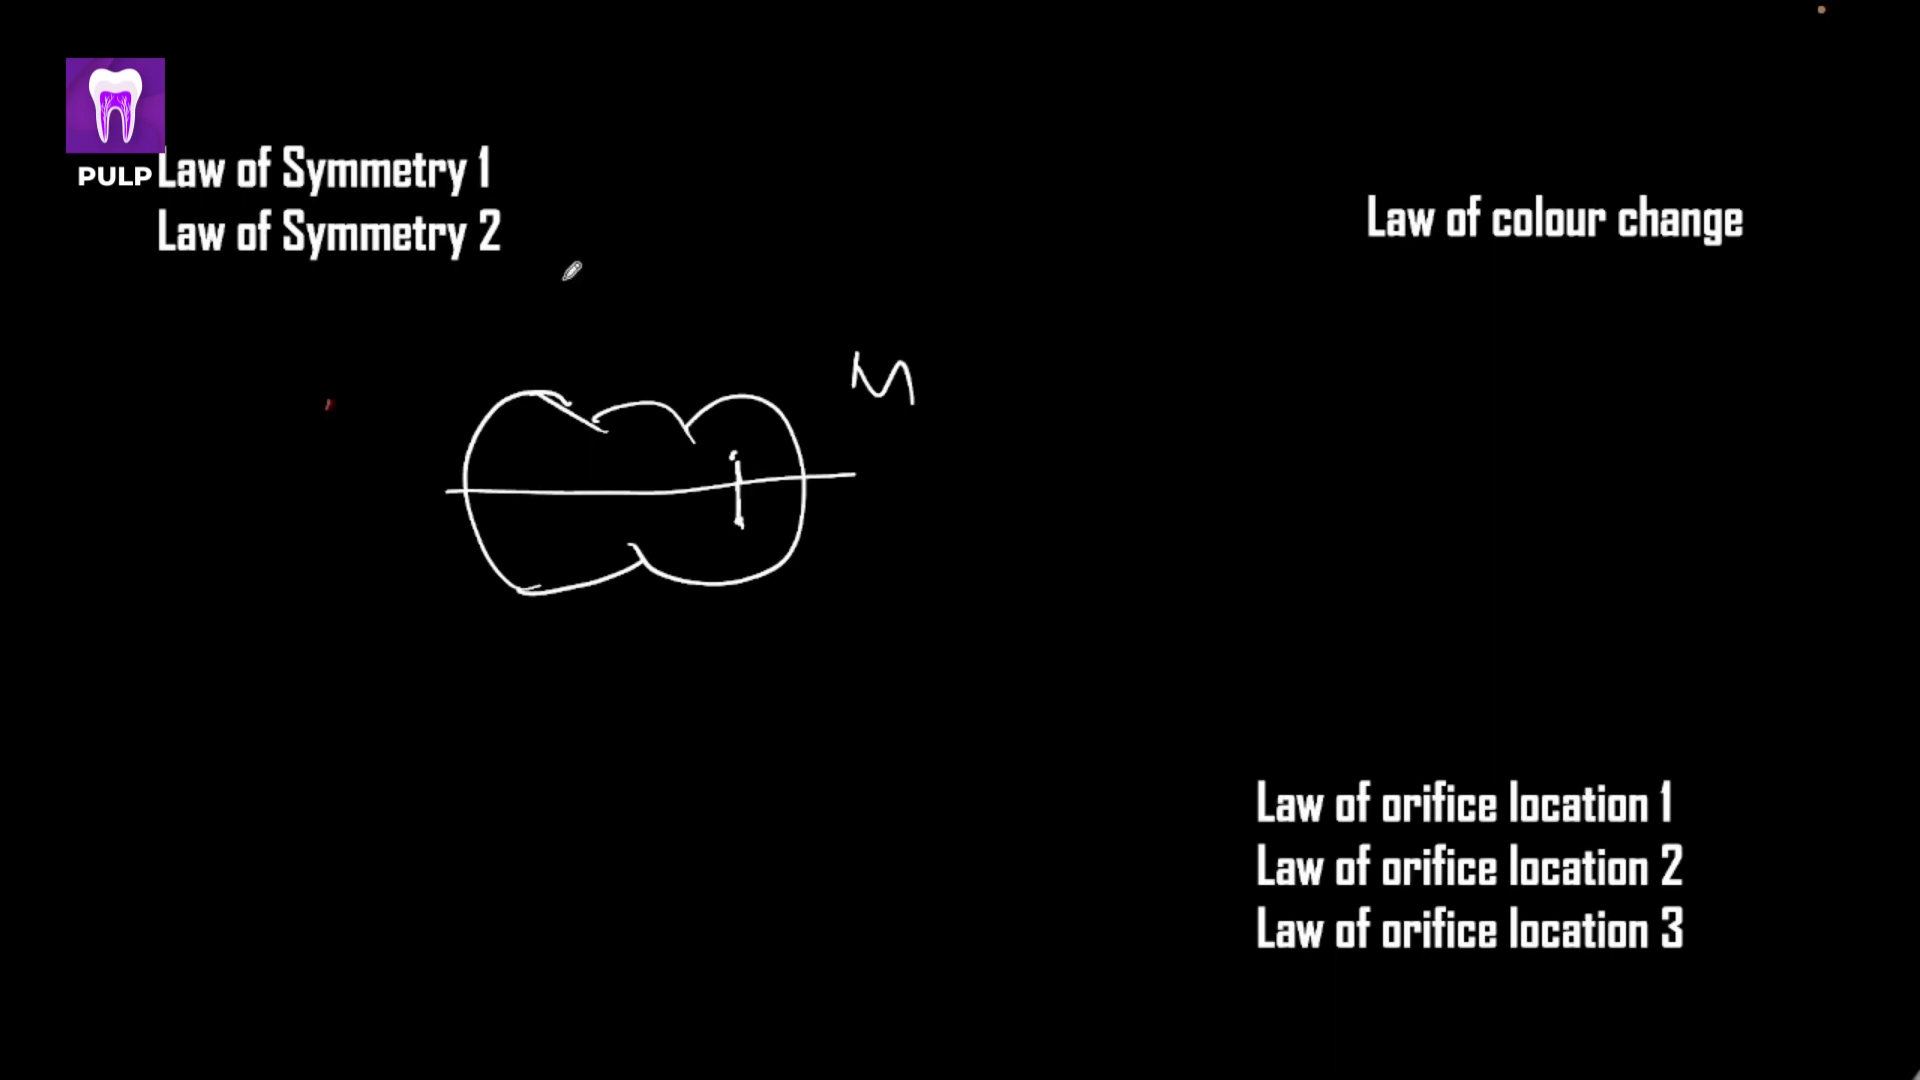 PULP
Law of Symmetry 1
Law of Symmetry 2
Law of colour change
M
Law of orifice location 1
Law of orifice location 2
Law of orifice location 3